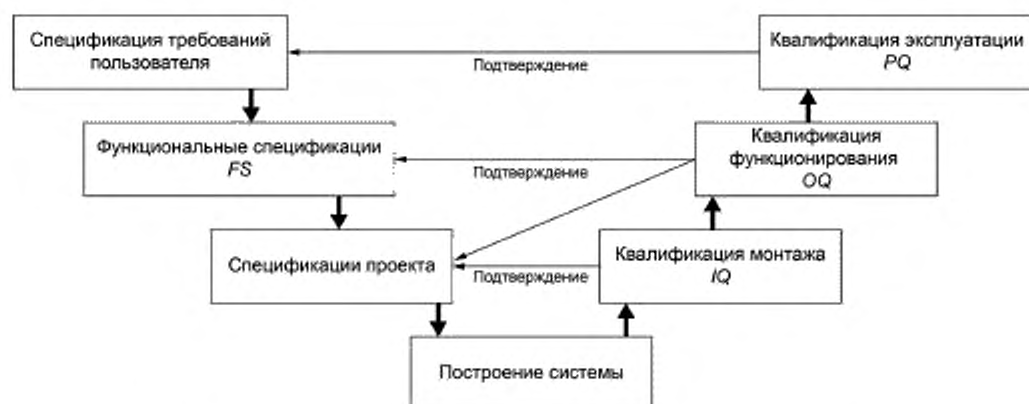 Спецификация требований
пользователя
Квалификация эксплуатации
PQ
Подтверждение
Функциональные спецификации
FS
Квалификация
функционирования
OQ
Подтверждение
Спецификации проекта
Квалификация монтажа
IQ
Подтверждение
Построение системы